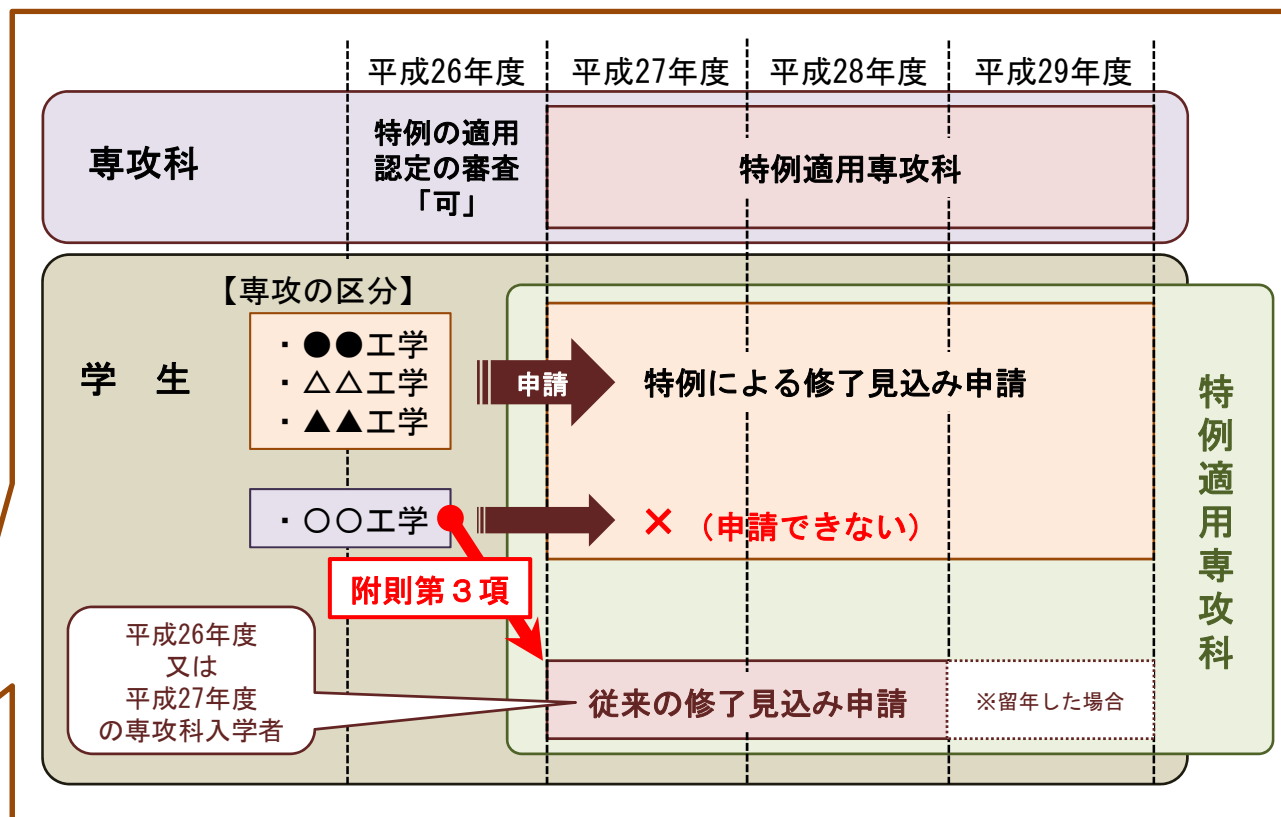 平成26年度
平成27年度
平成28年度
平成29年度
専攻科
特例の適用
認定の審査
「可」
特例適用専攻科
【専攻の区分】
学 生
・●●工学
・△△工学
・▲▲工学
申請
特例による修了見込み申請
・○○工学
× (申請できない)
附則第３項
平成26年度
又は
平成27年度
の専攻科入学者
従来の修了見込み申請
※留年した場合
特例適用専攻科